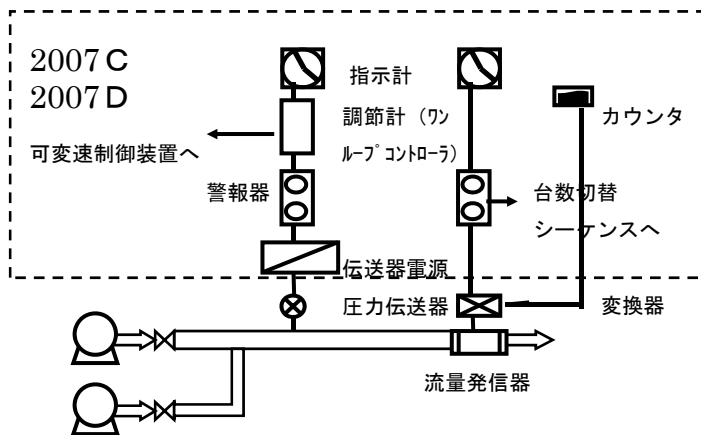 2007C
2007D
指示計
調節計（ワン
ループコントローラ）
カウンタ
可変速制御装置へ
警報器
台数切替
シーケンスへ
伝送器電源
圧力伝送器
変換器
流量発信器